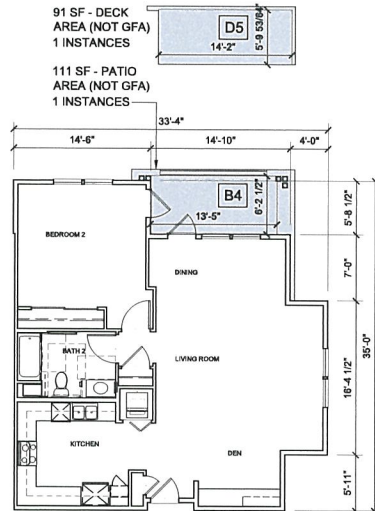 91 SF - DECK
AREA (NOT GFA)
1 INSTANCES
D5
14'-2"
5'-9 53/64"
111 SF - PATIO
AREA (NOT GFA)
1 INSTANCES
33'-4"
14'-6"
14'-10"
4'-0"
B4
6'-2 1/2"
13'-5"
5'-8 1/2"
BEDROOM 2
DINING
7'-0"
35'-0"
BATH 2
LIVING ROOM
16'-4 1/2"
KITCHEN
DEN
5'-11"